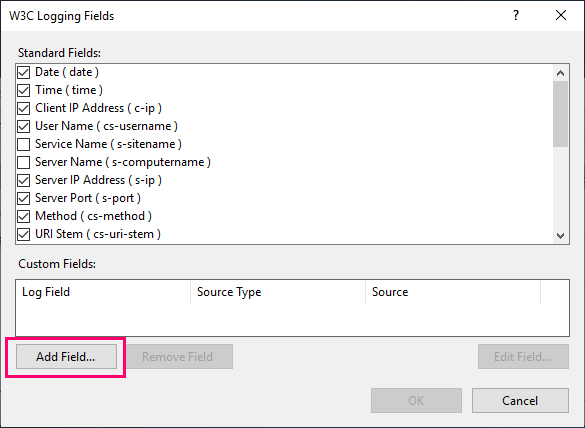 W3C Logging Fields
Standard Fields:
Date ( date )
Time ( time )
Client IP Address ( c-ip )
User Name ( cs-username )
Service Name ( s-sitename )
Server Name ( s-computername )
Server IP Address ( s-ip )
Server Port ( s-port )
Method ( cs-method )
URI Stem ( cs-uri-stem )
Custom Fields:
Log Field Source Type Source
Add Field... Remove Field Edit Field...
OK Cancel